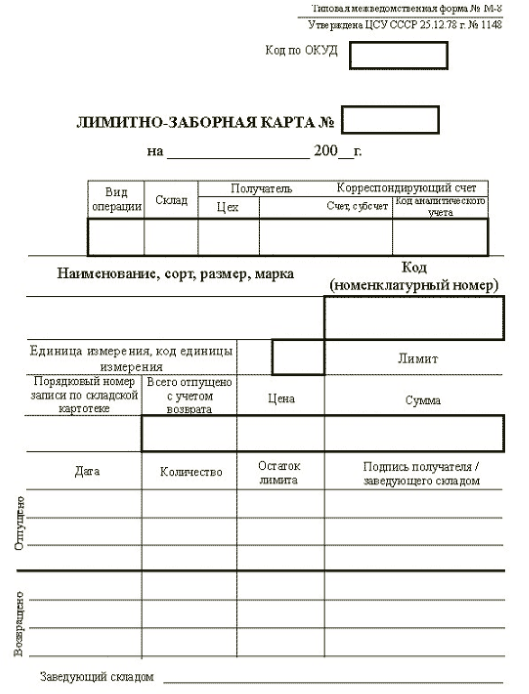 Типовая межведомственная форма № М-8
Утверждена ЦСУ СССР 25.12.78 г. № 1148
Код по ОКУД
ЛИМИТНО-ЗАБОРНАЯ КАРТА №
на ____________________ 200__г.
Вид операции
Склад
Получатель
Корреспондирующий счет
Цех
Счет, субсчет
Код аналитического учета
Наименование, сорт, размер, марка
Код
(номенклатурный номер)
Единица измерения, код единицы
измерения
Лимит
Порядковый номер
записи по складской
картотеке
Всего отпущено
с учетом
возврата
Цена
Сумма
Дата
Количество
Остаток
лимита
Подпись получателя /
заведующего складом
Отпущено
Возвращено
Заведующий складом